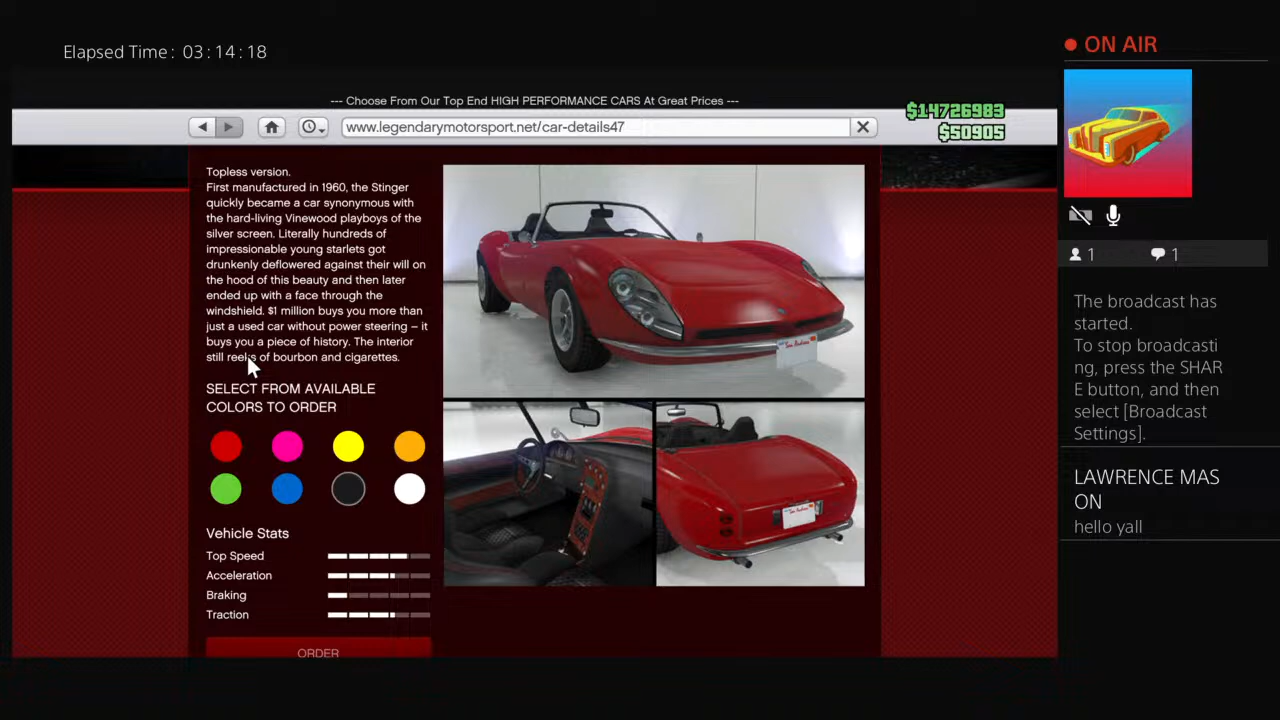 Elapsed Time: 03:14:18
ON AIR
--- Choose From Our Top End HIGH PERFORMANCE CARS At Great Prices ---
www.legendarymotorsport.net/car-details47
$14726983
$50905
Topless version.
First manufactured in 1960, the Stinger
quickly became a car synonymous with
the hard-living Vinewood playboys of the
silver screen. Literally hundreds of
impressionable young starlets got
drunkenly deflowered against their will on
the hood of this beauty and then later
ended up with a face through the
windshield. $1 million buys you more than
just a used car without power steering – it
buys you a piece of history. The interior
still reeks of bourbon and cigarettes.
SELECT FROM AVAILABLE
COLORS TO ORDER
Vehicle Stats
Top Speed
Acceleration
Braking
Traction
ORDER
San Andreas
San Andreas
1
1
The broadcast has
started.
To stop broadcasti
ng, press the SHAR
E button, and then
select [Broadcast
Settings].
LAWRENCE MAS
ON
hello yall